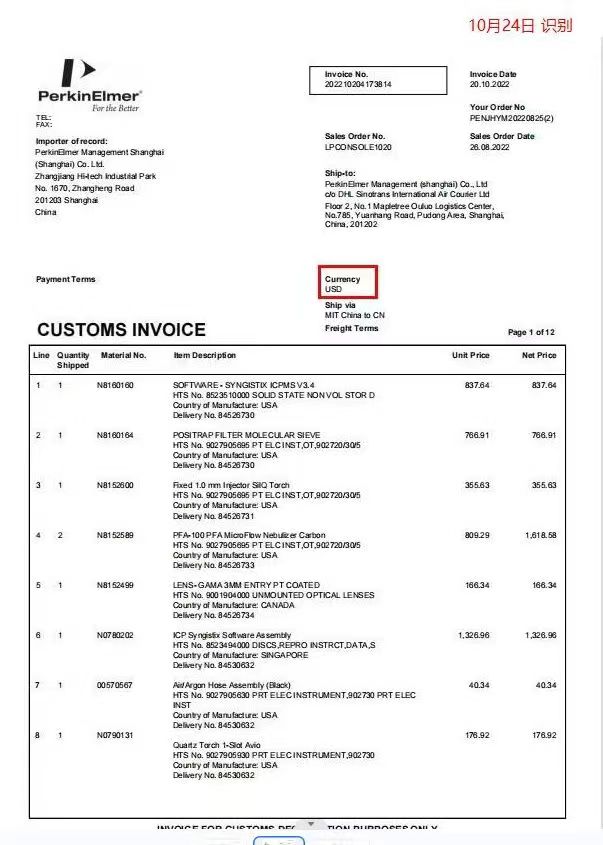 10月24日 识别
PerkinElmer®
For the Better
TEL:
FAX:
Invoice No.
202210204173814
Invoice Date
20.10.2022
Your Order No
PENJHYM20220825(2)
Importer of record:
PerkinElmer Management Shanghai
(Shanghai) Co. Ltd.
Zhangjiang Hi-tech Industrial Park
No. 1670, Zhangheng Road
201203 Shanghai
China
Sales Order No.
LPCONSOLE1020
Sales Order Date
26.08.2022
Ship-to:
PerkinElmer Management (shanghai) Co., Ltd
c/o DHL Sinotrans International Air Courier Ltd
Floor 2, No.1 Mapletree Ouluo Logistics Center,
No.785, Yuanhang Road, Pudong Area, Shanghai,
China, 201202
Payment Terms
Currency
USD
Ship via
MIT China to CN
Freight Terms
CUSTOMS INVOICE
Page 1 of 12
Line Quantity Shipped Material No. Item Description Unit Price Net Price
1 1 N8160160 SOFTWARE - SYNGISTIX ICPMS V3.4 837.64 837.64
HTS No. 8523510000 SOLID STATE NON VOL STOR D
Country of Manufacture: USA
Delivery No. 84526730
2 1 N8160164 POSITRAP FILTER MOLECULAR SIEVE 766.91 766.91
HTS No. 9027905695 PT ELC INST,OT,902720/30/5
Country of Manufacture: USA
Delivery No. 84526730
3 1 N8152600 Fixed 1.0 mm Injector SilQ Torch 355.63 355.63
HTS No. 9027905695 PT ELC INST,OT,902720/30/5
Country of Manufacture: USA
Delivery No. 84526731
4 2 N8152589 PFA-100 PFA MicroFlow Nebulizer Carbon 809.29 1,618.58
HTS No. 9027905695 PT ELC INST,OT,902720/30/5
Country of Manufacture: USA
Delivery No. 84526733
5 1 N8152499 LENS- GAMA 3MM ENTRY PT COATED 166.34 166.34
HTS No. 9001904000 UNMOUNTED OPTICAL LENSES
Country of Manufacture: CANADA
Delivery No. 84526734
6 1 N0780202 ICP Syngistix Software Assembly 1,326.96 1,326.96
HTS No. 8523494000 DISCS,REPRO INSTRCT,DATA,S
Country of Manufacture: SINGAPORE
Delivery No. 84530632
7 1 00570567 Air/Argon Hose Assembly (Black) 40.34 40.34
HTS No. 9027905630 PRT ELEC INSTRUMENT,902730 PRT ELEC
INST
Country of Manufacture: USA
Delivery No. 84530632
8 1 N0790131 176.92 176.92
Quartz Torch 1-Slot Avio
HTS No. 9027905930 PRT ELEC INSTRUMENT,902730
Country of Manufacture: USA
Delivery No. 84530632
INVOICE FOR CUSTOMS PURPOSES ONLY